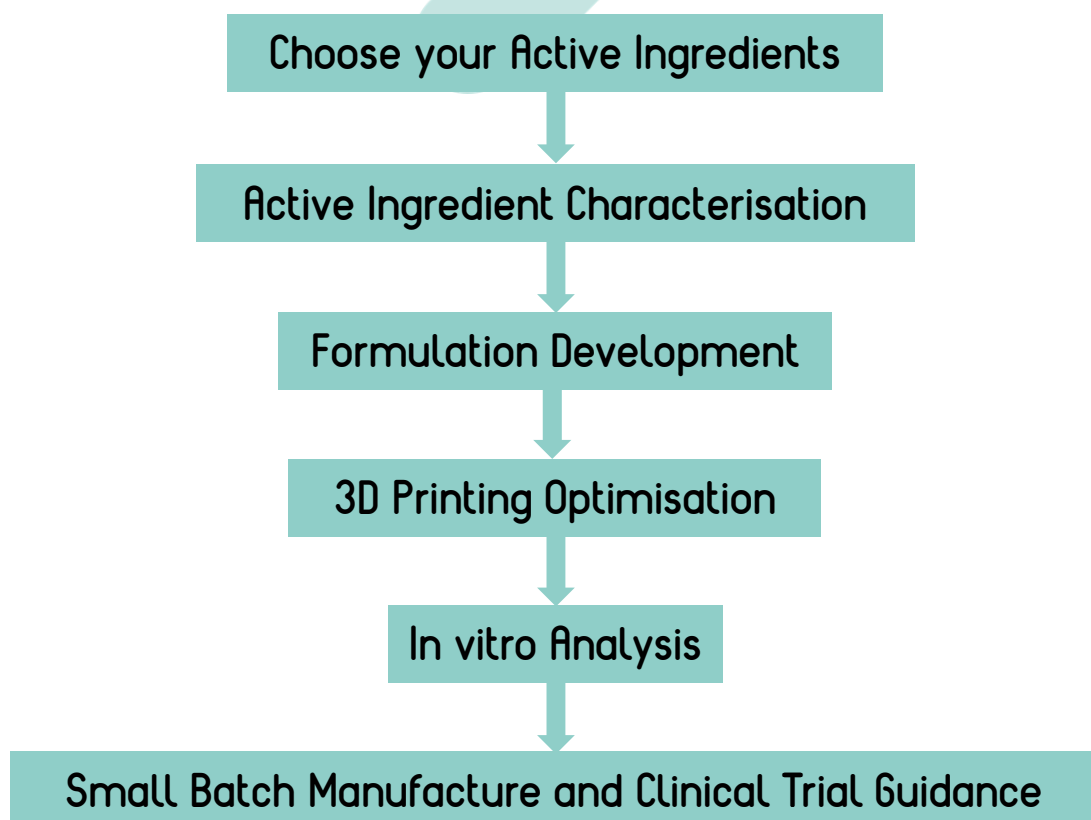 Choose your Active Ingredients
Active Ingredient Characterisation
Formulation Development
3D Printing Optimisation
In vitro Analysis
Small Batch Manufacture and Clinical Trial Guidance